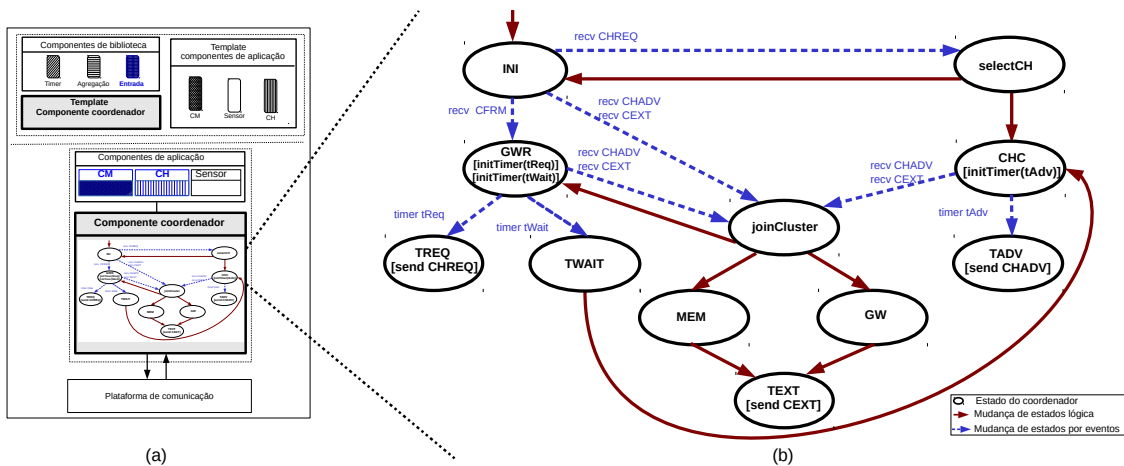 Componentes de biblioteca
Timer
Agregação
Entrada
Template
Componente coordenador
Template
componentes de aplicação
CM
Sensor
CH
Componentes de aplicação
CM
CH
Sensor
Componente coordenador
Plataforma de comunicação
(a)
INI
recv CHREQ
selectCH
recv CFRM
recv CHADV
recv CEXT
GWR
[initTimer(tReq)]
[initTimer(tWait)]
recv CHADV
recv CEXT
recv CHADV
recv CEXT
CHC
[initTimer(tAdv)]
timer tReq
timer tWait
joinCluster
timer tAdv
TREQ
[send CHREQ]
TWAIT
TADV
[send CHADV]
MEM
GW
TEXT
[send CEXT]
Estado do coordenador
Mudança de estados lógica
Mudança de estados por eventos
(b)